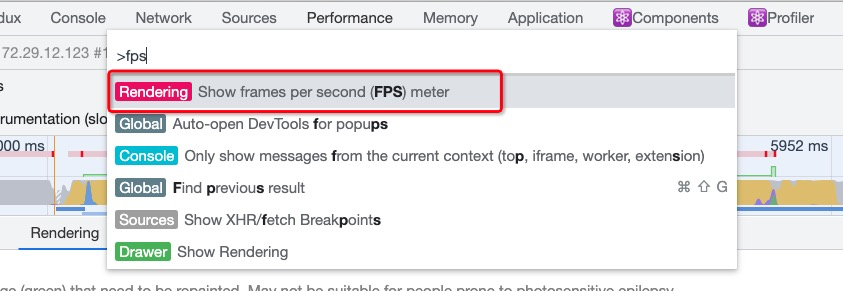 dux Console Network Sources Performance Memory Application Components Profiler
72.29.12.123 #1
>fps
s
Rendering Show frames per second (FPS) meter
rumentation (slo
Global Auto-open DevTools for popups
000 ms
5952 ms
Console Only show messages from the current context (top, iframe, worker, extension)
Global Find previous result ⌘ ⇧ G
Sources Show XHR/fetch Breakpoints
Rendering
Drawer Show Rendering
ge (green) that need to be repainted. May not be suitable for people prone to photosensitive epilepsy.